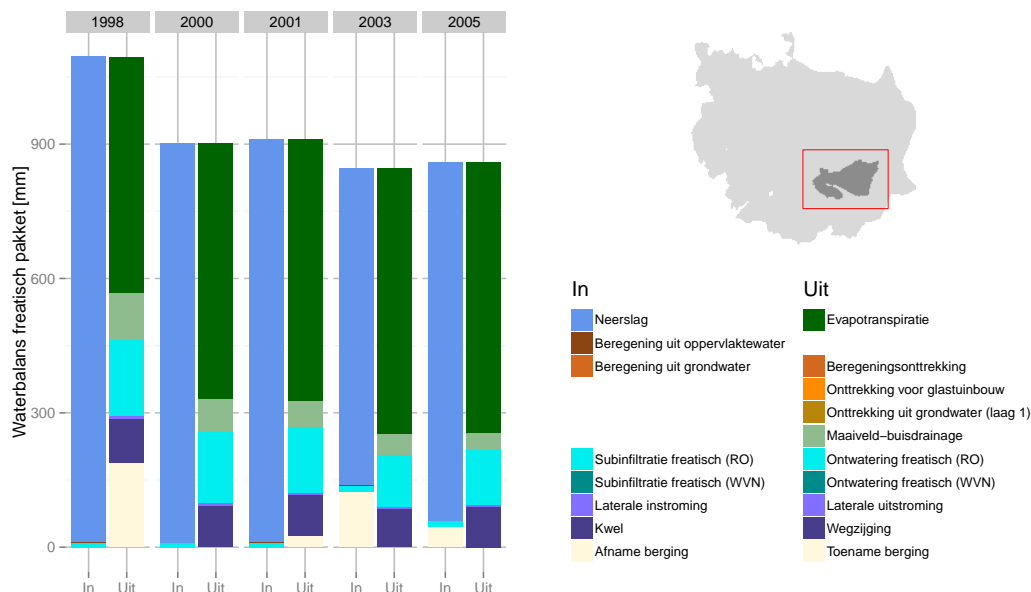 1998 2000 2001 2003 2005
Waterbalans freatisch pakket [mm]
900
600
300
0
In Uit In Uit In Uit In Uit In Uit
In
Neerslag
Beregening uit oppervlaktewater
Beregening uit grondwater
Subinfiltratie freatisch (RO)
Subinfiltratie freatisch (WVN)
Laterale instroming
Kwel
Afname berging
Uit
Evapotranspiratie
Beregeningsonttrekking
Onttrekking voor glastuinbouw
Onttrekking uit grondwater (laag 1)
Maaiveld−buisdrainage
Ontwatering freatisch (RO)
Ontwatering freatisch (WVN)
Laterale uitstroming
Wegzijging
Toename berging